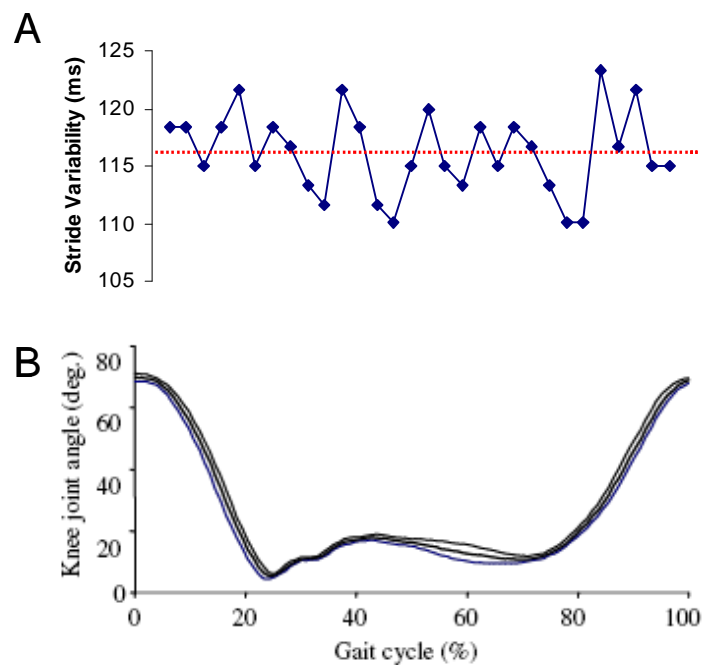 A
Stride Variability (ms)
125
120
115
110
105
B
Knee joint angle (deg.)
80
60
40
20
0
0 20 40 60 80 100
Gait cycle (%)